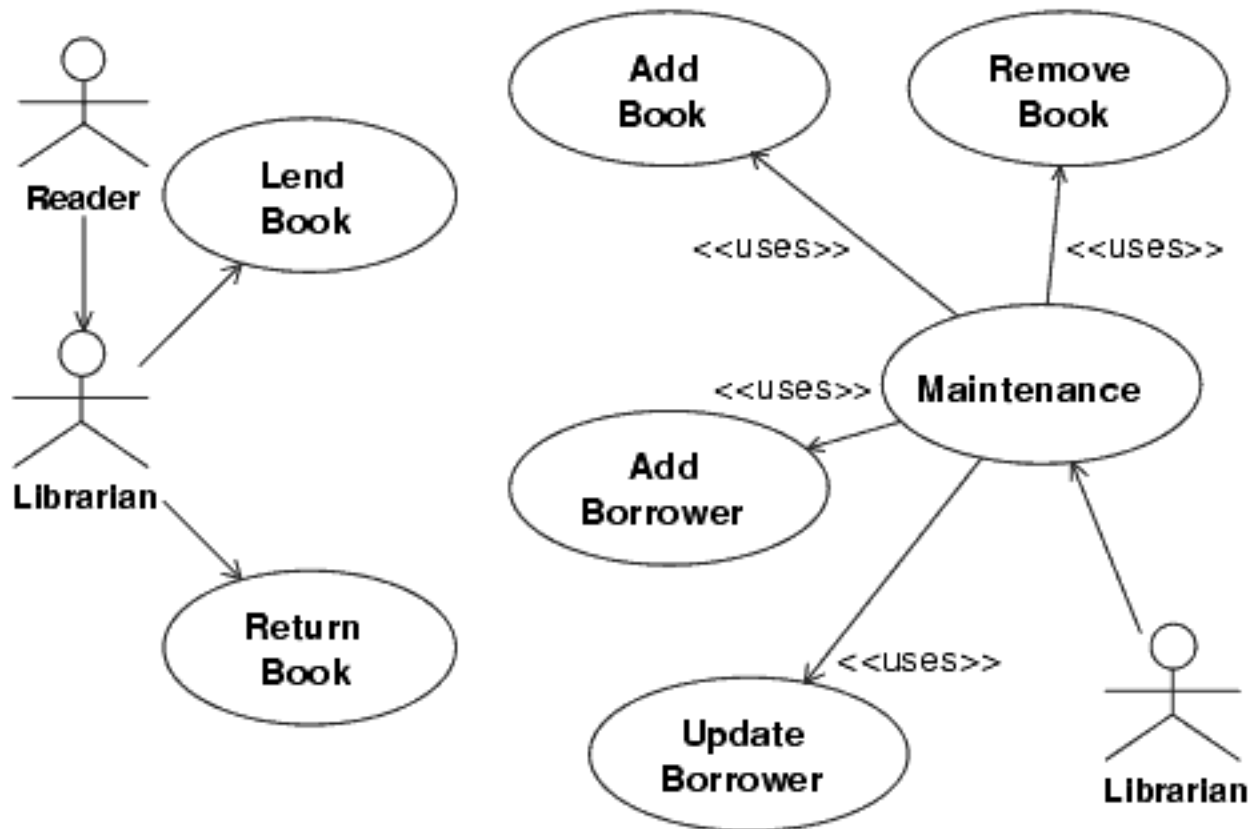 Reader
Lend
Book
Librarian
Return
Book
Add
Book
Remove
Book
<<uses>>
<<uses>>
<<uses>>
Maintenance
Add
Borrower
<<uses>>
Update
Borrower
Librarian